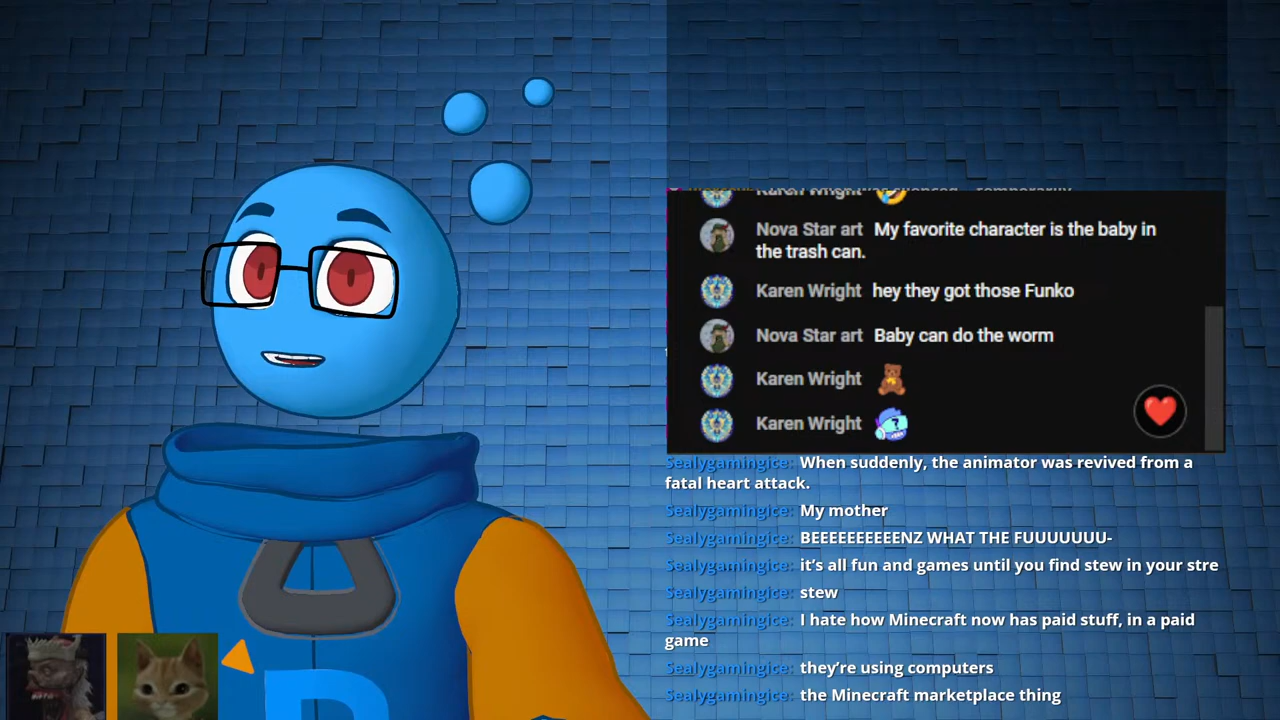 Karen Wright
Nova Star art My favorite character is the baby in
the trash can.
Karen Wright hey they got those Funko
Nova Star art Baby can do the worm
Karen Wright
Karen Wright
Sealygamingice: When suddenly, the animator was revived from a
fatal heart attack.
Sealygamingice: My mother
Sealygamingice: BEEEEEEEEEENZ WHAT THE FUUUUUUU-
Sealygamingice: it’s all fun and games until you find stew in your stre
Sealygamingice: stew
Sealygamingice: I hate how Minecraft now has paid stuff, in a paid
game
Sealygamingice: they’re using computers
Sealygamingice: the Minecraft marketplace thing